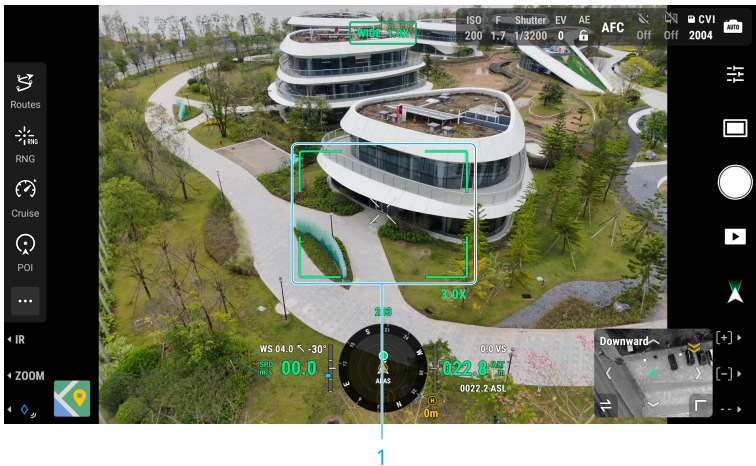 WIDE 1.0X
ISO F Shutter EV AE
200 1.7 1/3200 0
AFC
Off Off
CVI
2004
AUTO
Routes
RNG
RNG
Cruise
POI
IR
ZOOM
3.0X
S W N E
WS 04.0 -30°
SPD
m/s
00.0
APAS
0.0 VS
022.8 ALT
m
0022.2 ASL
H
0m
Downward
[+]
[-]
--
1